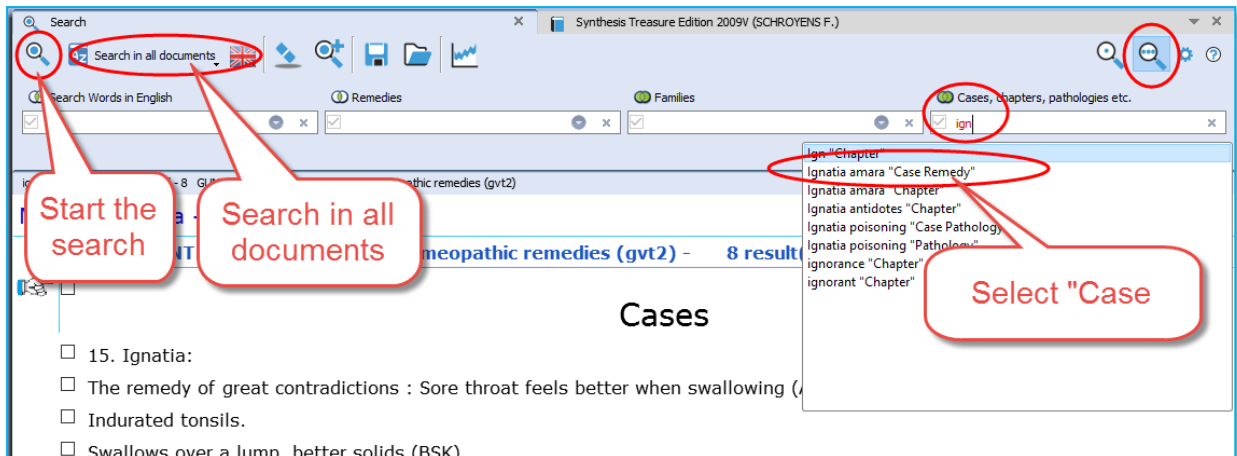 Search
Synthesis Treasure Edition 2009V (SCHROYENS F.)
Search in all documents
Search Words in English
Remedies
Families
Cases, chapters, pathologies etc.
ign
Ign "Chapter"
Ignatia amara "Case Remedy"
Ignatia amara "Chapter"
Ignatia antidotes "Chapter"
Ignatia poisoning "Case Pathology
Ignatia poisoning "Pathology"
ignorance "Chapter"
ignorant "Chapter"
Start the
search
Search in all
documents
Select "Case
- 8
pathic remedies (gvt2)
meopathic remedies (gvt2) - 8 result(
Cases
15. Ignatia:
The remedy of great contradictions : Sore throat feels better when swallowing (
Indurated tonsils.
Swallows over a lump, better solids (BSK)